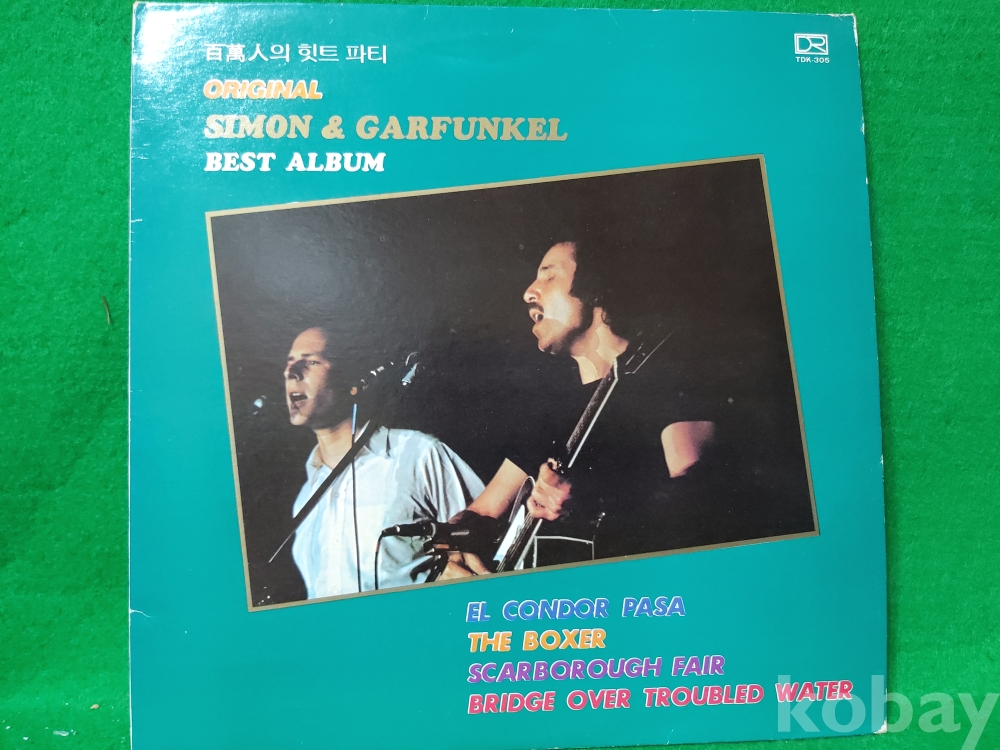 百萬人의 힛트 파티
DR
TDK-305
ORIGINAL
SIMON & GARFUNKEL
BEST ALBUM
EL CONDOR PASA
THE BOXER
SCARBOROUGH FAIR
BRIDGE OVER TROUBLED WATER
kobay